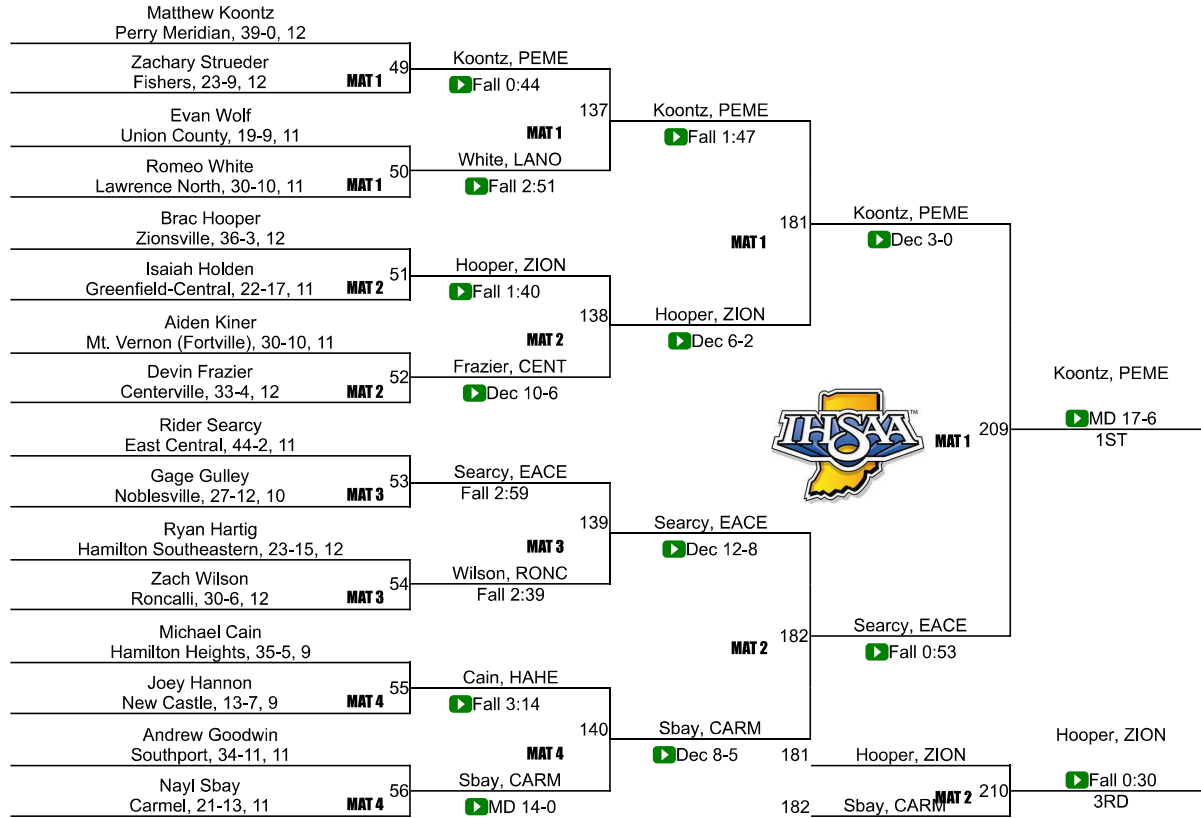 Matthew Koontz
Perry Meridian, 39-0, 12
Zachary Strueder
Fishers, 23-9, 12
MAT 1
49
Evan Wolf
Union County, 19-9, 11
Romeo White
Lawrence North, 30-10, 11
MAT 1
50
Brac Hooper
Zionsville, 36-3, 12
Isaiah Holden
Greenfield-Central, 22-17, 11
MAT 2
51
Aiden Kiner
Mt. Vernon (Fortville), 30-10, 11
Devin Frazier
Centerville, 33-4, 12
MAT 2
52
Rider Searcy
East Central, 44-2, 11
Gage Gulley
Noblesville, 27-12, 10
MAT 3
53
Ryan Hartig
Hamilton Southeastern, 23-15, 12
Zach Wilson
Roncalli, 30-6, 12
MAT 3
54
Michael Cain
Hamilton Heights, 35-5, 9
Joey Hannon
New Castle, 13-7, 9
MAT 4
55
Andrew Goodwin
Southport, 34-11, 11
Nayl Sbay
Carmel, 21-13, 11
MAT 4
56
Koontz, PEME
Fall 0:44
137
MAT 1
White, LANO
Fall 2:51
Hooper, ZION
Fall 1:40
138
MAT 2
Frazier, CENT
Dec 10-6
Searcy, EACE
Fall 2:59
139
MAT 3
Wilson, RONC
Fall 2:39
Cain, HAHE
Fall 3:14
140
MAT 4
Sbay, CARM
MD 14-0
Koontz, PEME
Fall 1:47
181
MAT 1
Hooper, ZION
Dec 6-2
Searcy, EACE
Dec 12-8
182
MAT 2
Sbay, CARM
Dec 8-5
Koontz, PEME
Dec 3-0
IHSAA™
MAT 1
209
Searcy, EACE
Fall 0:53
Koontz, PEME
MD 17-6
1ST
181
Hooper, ZION
MAT 2
210
182
Sbay, CARM
Hooper, ZION
Fall 0:30
3RD